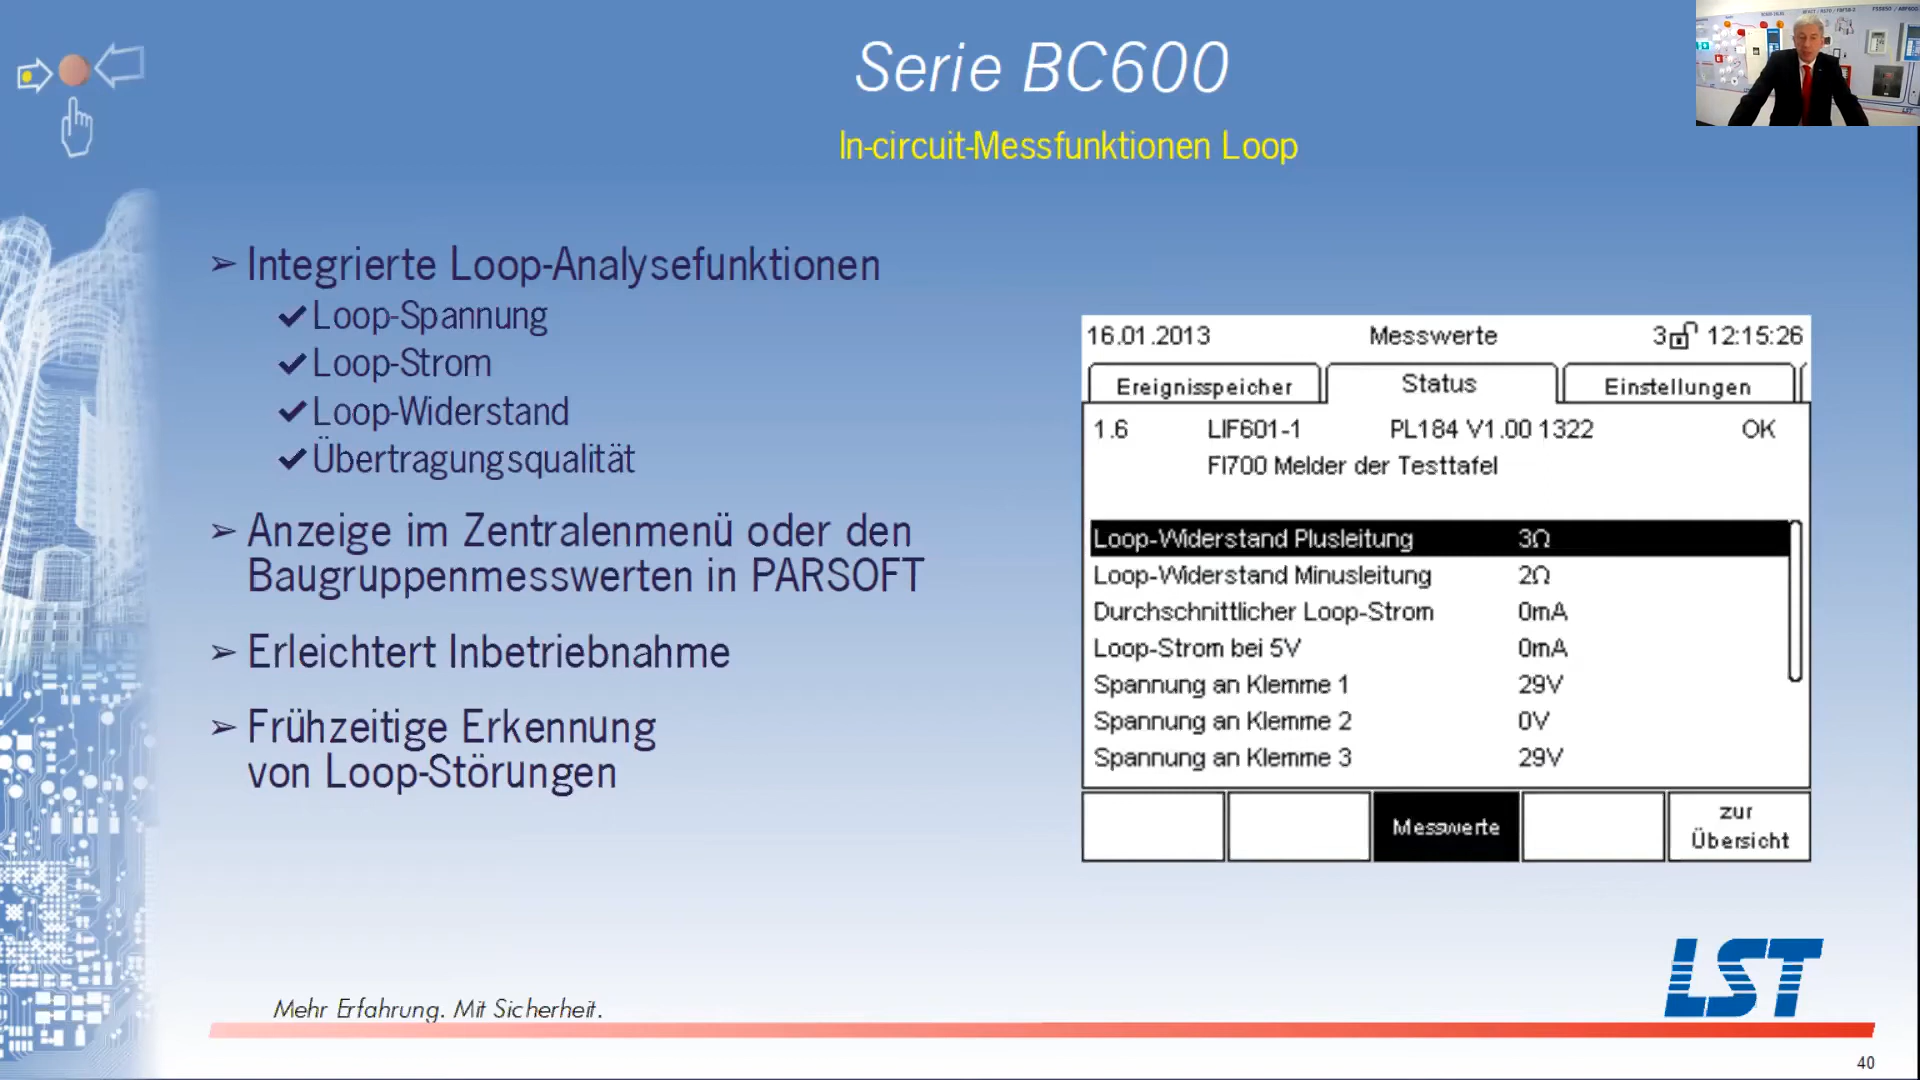 Serie BC600
In-circuit-Messfunktionen Loop
➢ Integrierte Loop-Analysefunktionen
✔ Loop-Spannung
✔ Loop-Strom
✔ Loop-Widerstand
✔ Übertragungsqualität
➢ Anzeige im Zentralenmenü oder den
Baugruppenmesswerten in PARSOFT
➢ Erleichtert Inbetriebnahme
➢ Frühzeitige Erkennung
von Loop-Störungen
16.01.2013 Messwerte 3 12:15:26
Ereignisspeicher Status Einstellungen
1.6 LIF601-1 PL184 V1.00 1322 OK
FI700 Melder der Testtafel
Loop-Widerstand Plusleitung 3Ω
Loop-Widerstand Minusleitung 2Ω
Durchschnittlicher Loop-Strom 0mA
Loop-Strom bei 5V 0mA
Spannung an Klemme 1 29V
Spannung an Klemme 2 0V
Spannung an Klemme 3 29V
Messwerte
zur
Übersicht
LST
Mehr Erfahrung. Mit Sicherheit.
40